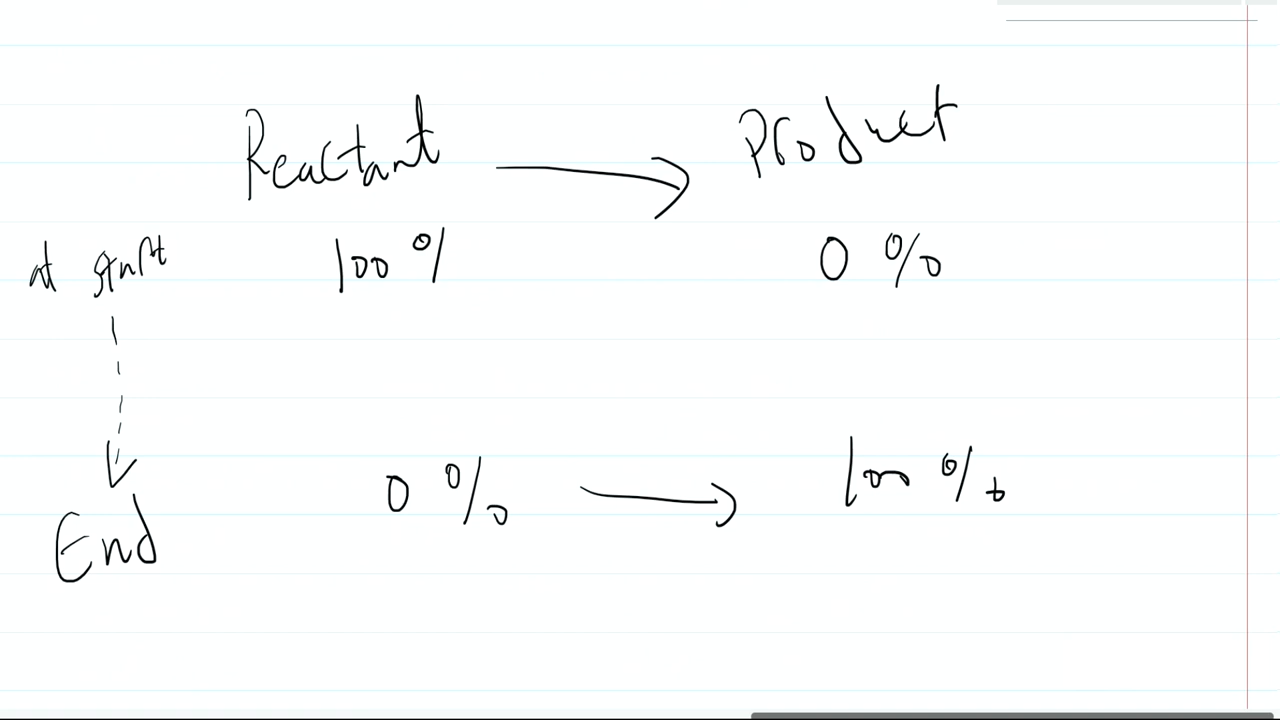 Reactant → Product
at start 100 % 0 %
End 0 % → 100 %